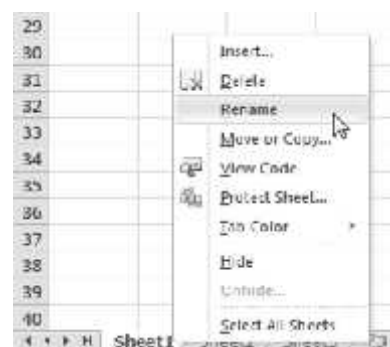 29
30
31
32
33
34
35
36
37
38
39
40
Insert...
Delete
Rename
Move or Copy...
View Code
Protect Sheet...
Tab Color
Hide
Unhide...
Select All Sheets
Sheet1